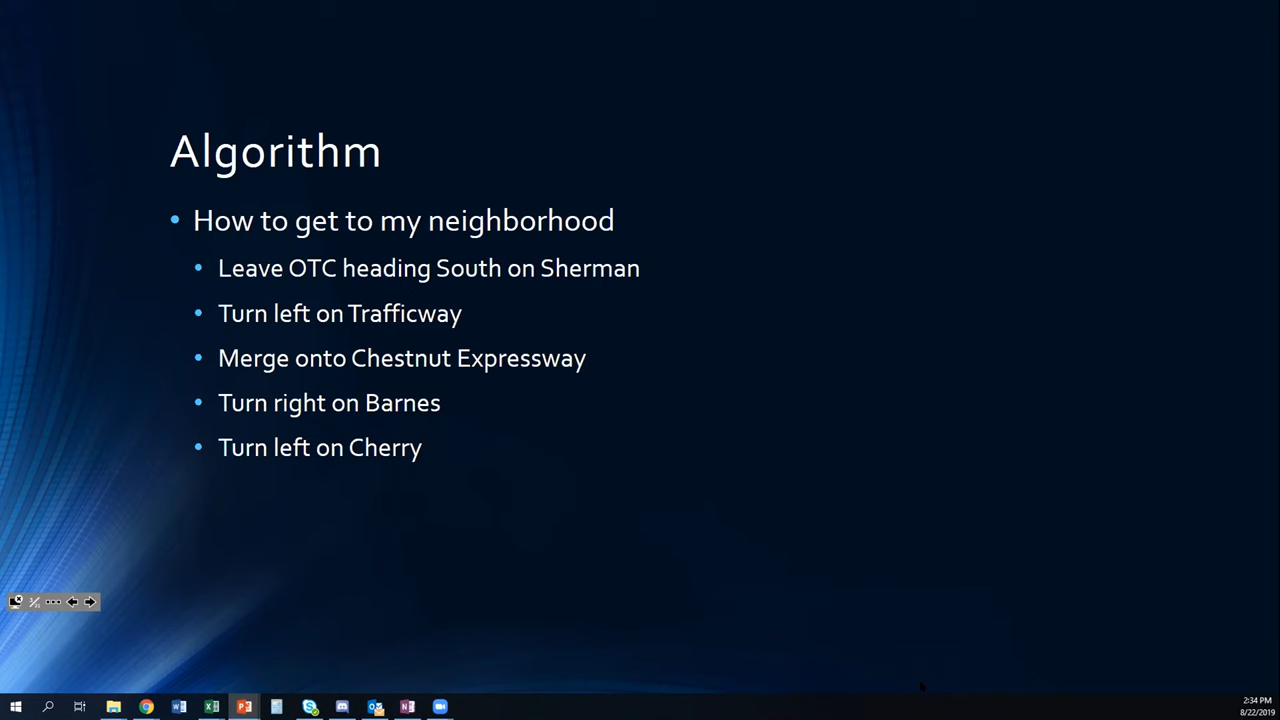 Algorithm
How to get to my neighborhood
Leave OTC heading South on Sherman
Turn left on Trafficway
Merge onto Chestnut Expressway
Turn right on Barnes
Turn left on Cherry
2:34 PM
8/22/2019